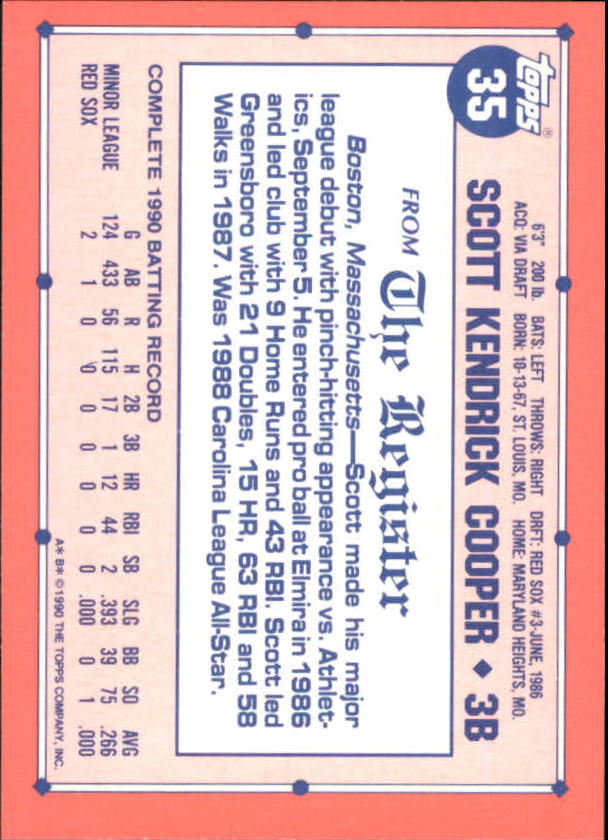 topps®
35
6'3" 200 lb. BATS: LEFT THROWS: RIGHT DRFT: RED SOX #3-JUNE, 1986
ACQ: VIA DRAFT BORN: 10-13-67, ST. LOUIS, MO. HOME: MARYLAND HEIGHTS, MO.
SCOTT KENDRICK COOPER ◆ 3B
FROM The Register
Boston, Massachusetts—Scott made his major
league debut with pinch-hitting appearance vs. Athlet-
ics, September 5. He entered pro ball at Elmira in 1986
and led club with 9 Home Runs and 43 RBI. Scott led
Greensboro with 21 Doubles, 15 HR, 63 RBI and 58
Walks in 1987. Was 1988 Carolina League All-Star.
COMPLETE 1990 BATTING RECORD
G AB R H 2B 3B HR RBI SB SLG BB SO AVG
MINOR LEAGUE 124 433 56 115 17 1 12 44 2 .393 39 75 .266
RED SOX 2 1 0 0 0 0 0 0 0 .000 0 1 .000
A* B* © 1990 THE TOPPS COMPANY, INC.